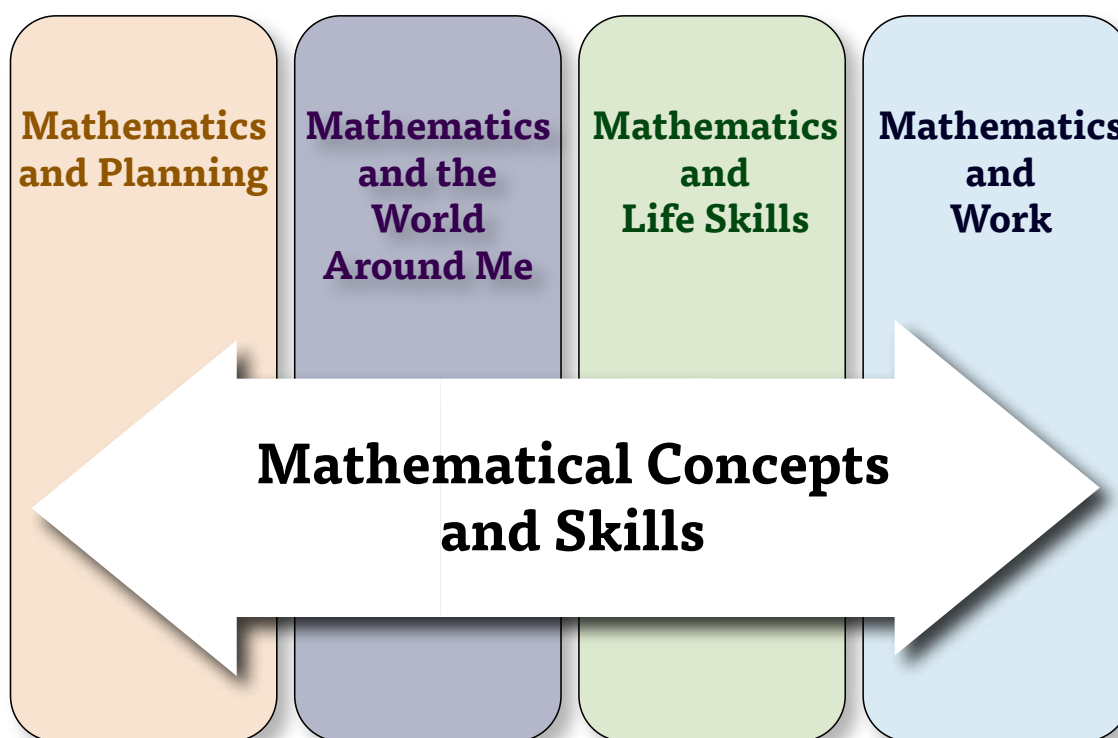 Mathematics
and Planning
Mathematics
and the
World
Around Me
Mathematics
and
Life Skills
Mathematics
and
Work
Mathematical Concepts
and Skills